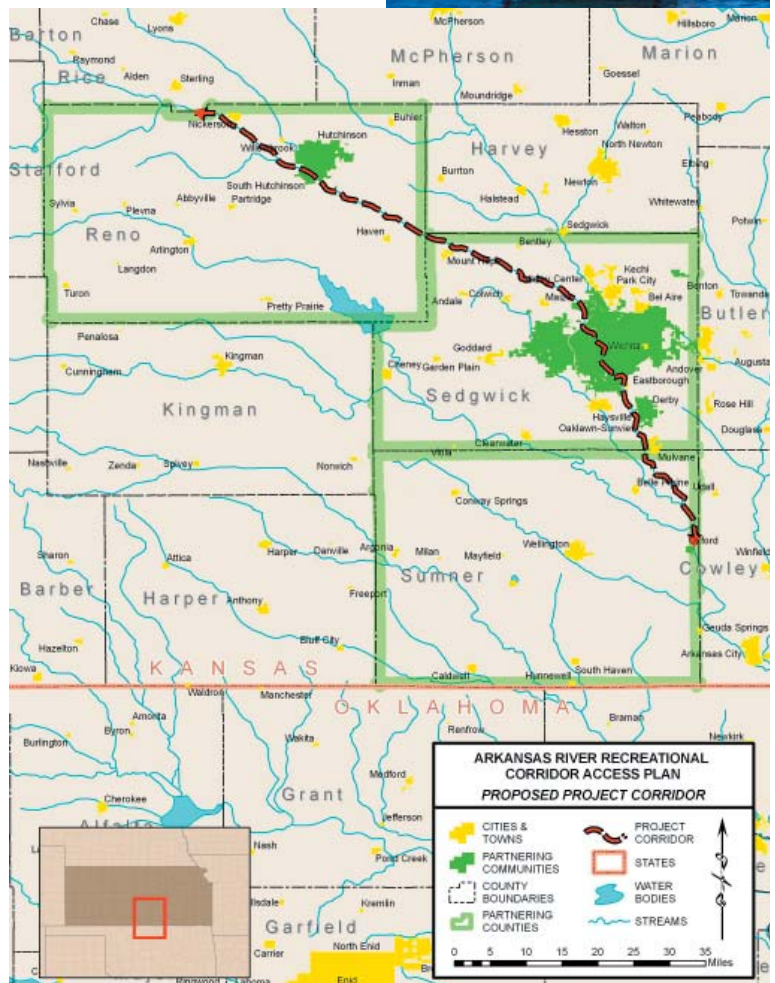 Chase
Lyons
McPherson
Hillsboro
Marion
Barton
Raymond
McPherson
Marion
Rice
Alden
Sterling
Inman
Goessel
Moundridge
Nickerson
Buhler
Hutchinson
Hesston
Walton
Peabody
North Newton
Harvey
Burrton
Newton
Elbing
Stafford
South Hutchinson
Partridge
Abbyville
Halstead
Whitewater
Sylvia
Plevna
Sedgwick
Potwin
Reno
Haven
Bentley
Arlington
Langdon
Kechi
Park City
Benton
Towanda
Colwich
Andale
Bel Aire
Turon
Pretty Prairie
Butler
Penalosa
Wichita
Kingman
Goddard
Cheney
Garden Plain
Andover
Augusta
Cunningham
Eastborough
Sedgwick
Derby
Rose Hill
Kingman
Haysville
Oaklawn-Sunview
Douglass
Clearwater
Viola
Mulvane
Nashville
Zenda
Spivey
Norwich
Belle Plaine
Udall
Conway Springs
Sharon
Attica
Harper
Danville
Argonia
Milan
Mayfield
Wellington
Winfield
Sumner
Cowley
Barber
Harper
Anthony
Freeport
Geuda Springs
Hazelton
Bluff City
Arkansas City
Kiowa
KANSAS
Caldwell
Hunnewell
South Haven
Waldron
Manchester
OKLAHOMA
Amorita
Byron
Burlington
Wakita
Renfrow
Braman
Newkirk
Medford
Grant
Cherokee
Jefferson
Nash
Pond Creek
Kremlin
Garfield
Carrier
North Enid
Enid
ARKANSAS RIVER RECREATIONAL
CORRIDOR ACCESS PLAN
PROPOSED PROJECT CORRIDOR
CITIES &
TOWNS
PARTNERING
COMMUNITIES
COUNTY
BOUNDARIES
PARTNERING
COUNTIES
PROJECT
CORRIDOR
STATES
WATER
BODIES
STREAMS
0 5 10 15 20 25 30 35
Miles